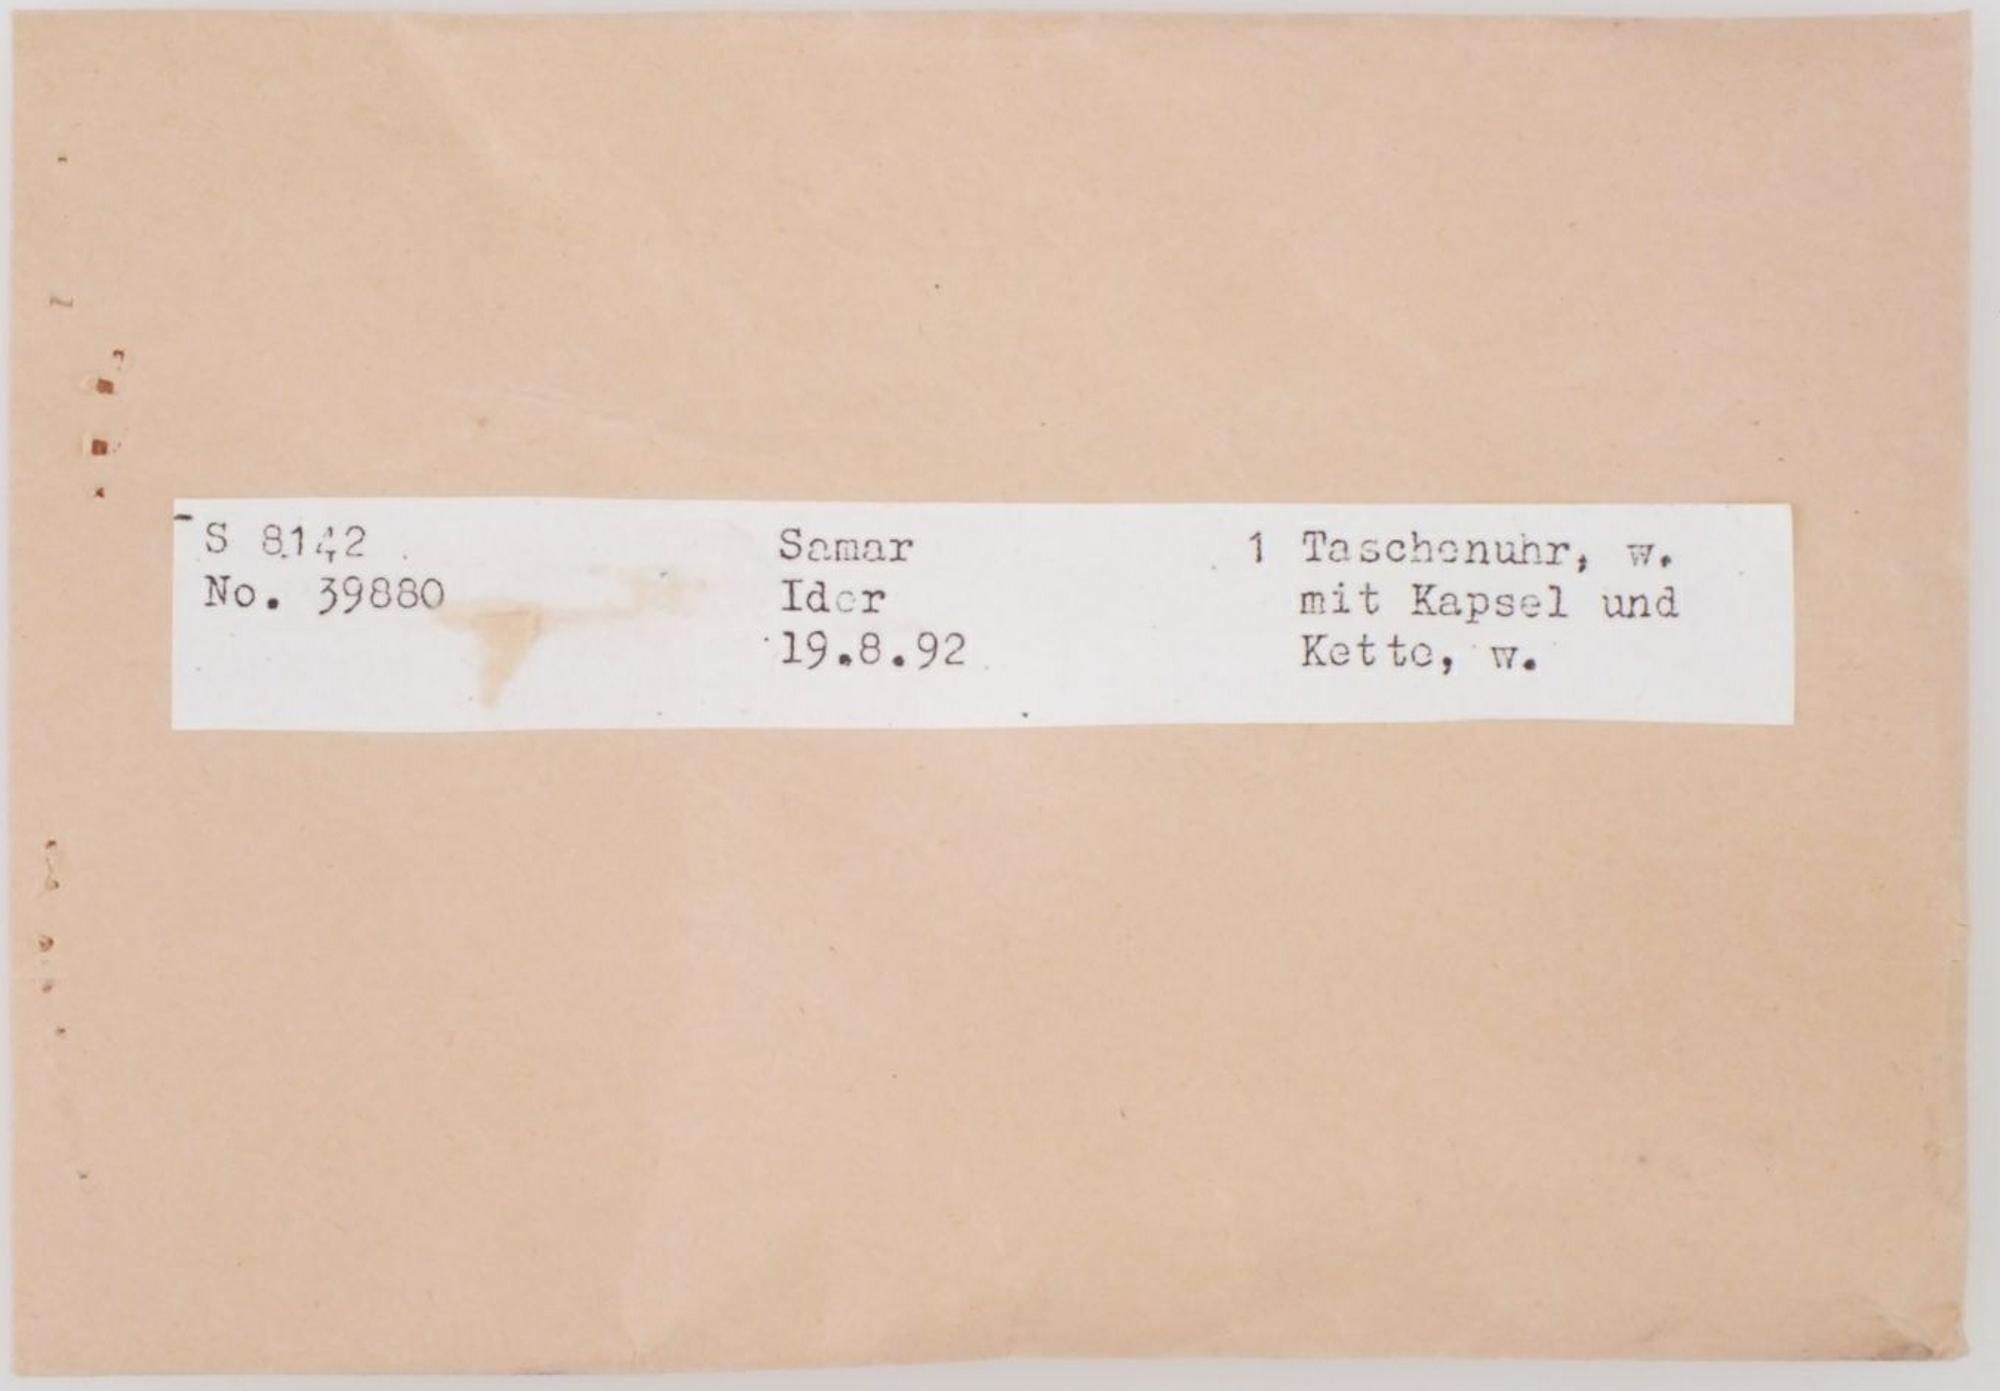 S 8142
No. 39880
Samar
Ider
19.8.92
1 Taschenuhr, w.
mit Kapsel und
Kette, w.